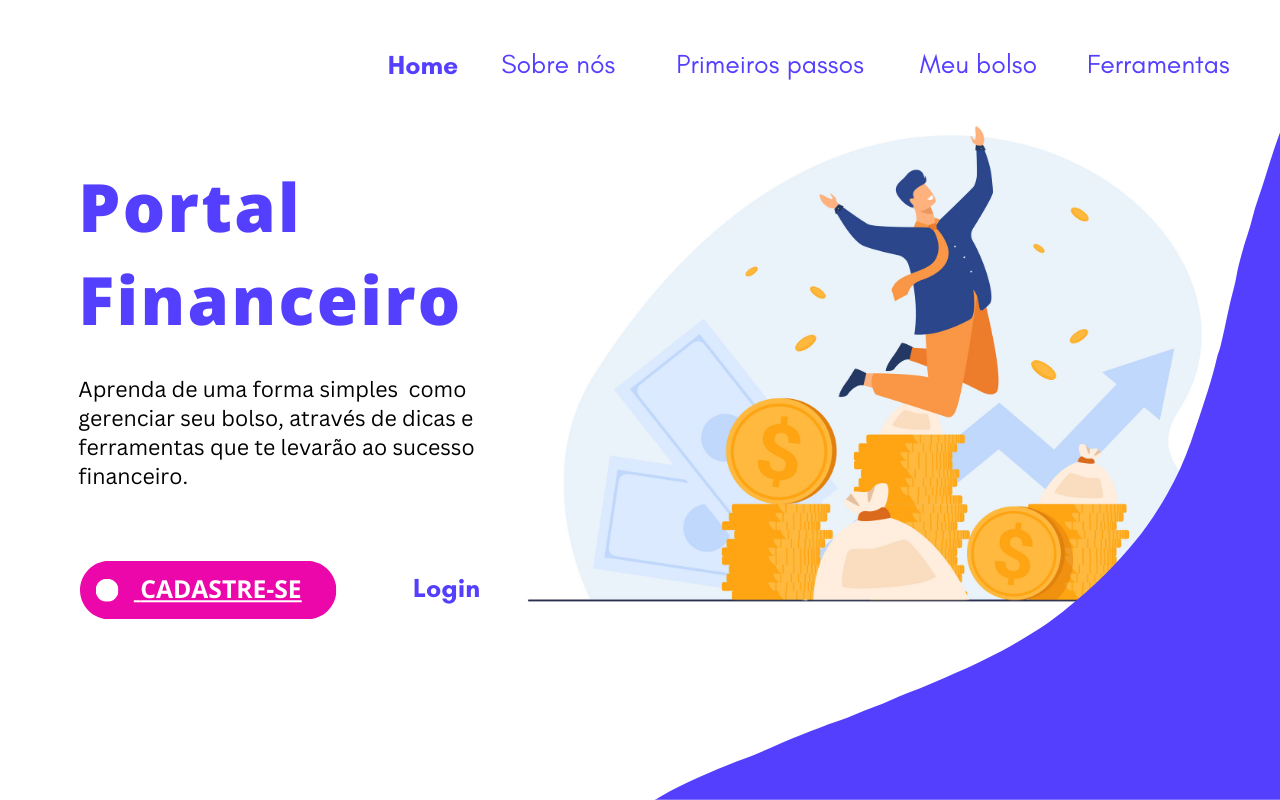 Home Sobre nós Primeiros passos Meu bolso Ferramentas
Portal
Financeiro
Aprenda de uma forma simples  como
gerenciar seu bolso, através de dicas e
ferramentas que te levarão ao sucesso
financeiro.
CADASTRE-SE Login
$
$